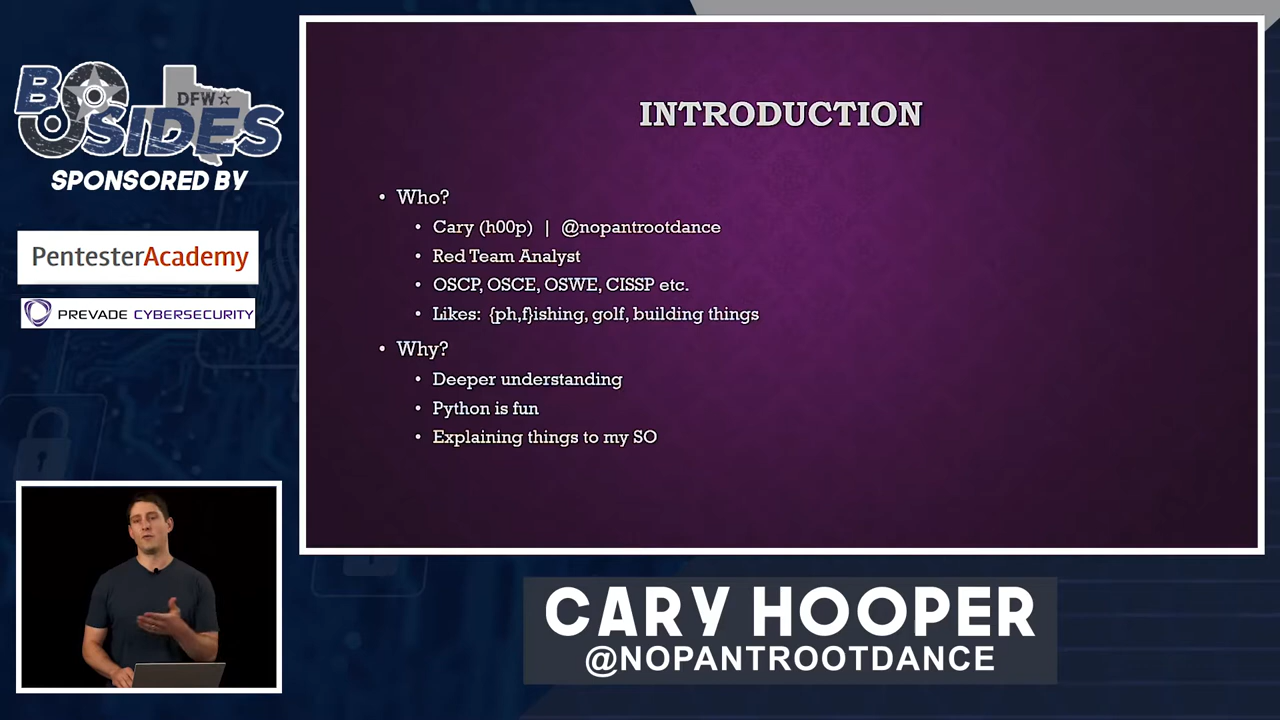 BSIDES
DFW
SPONSORED BY
PentesterAcademy
PREVADE CYBERSECURITY
INTRODUCTION
• Who?
• Cary (h00p) | @nopantrootdance
• Red Team Analyst
• OSCP, OSCE, OSWE, CISSP etc.
• Likes: {ph,f}ishing, golf, building things
• Why?
• Deeper understanding
• Python is fun
• Explaining things to my SO
CARY HOOPER
@NOPANTROOTDANCE